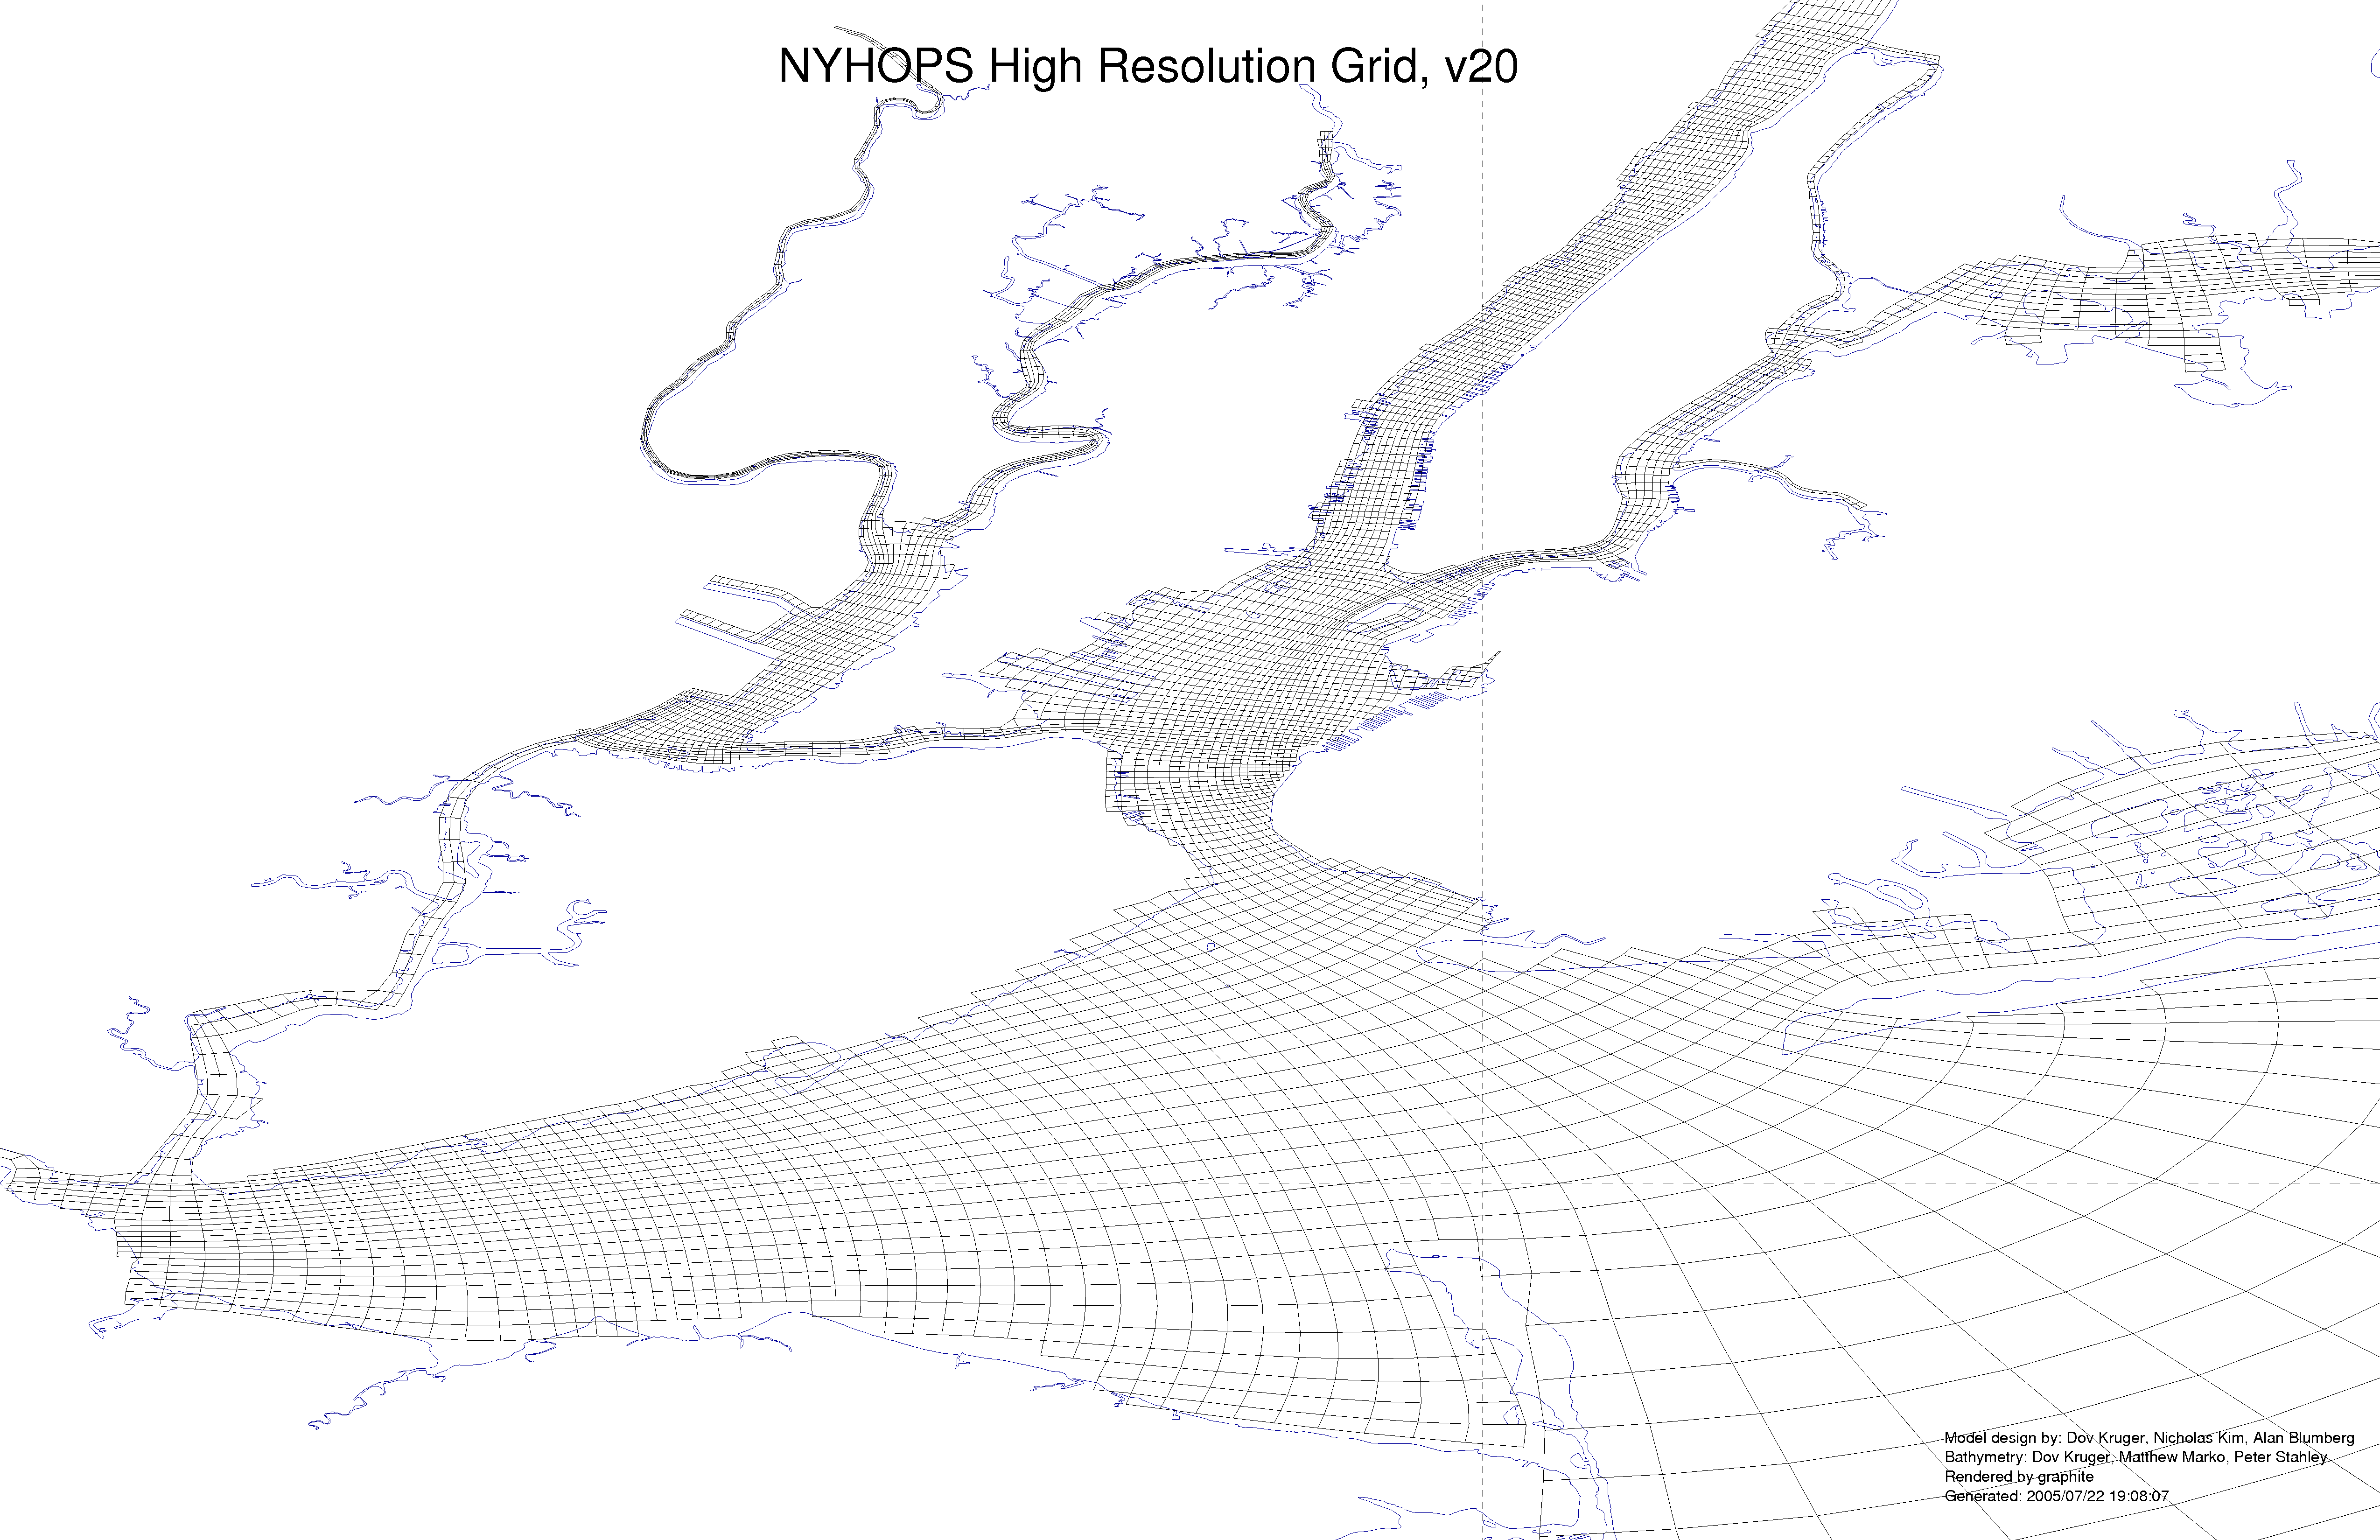 NYHOPS High Resolution Grid, v20
Model design by: Dov Kruger, Nicholas Kim, Alan Blumberg
Bathymetry: Dov Kruger, Matthew Marko, Peter Stahley
Rendered by graphite
Generated: 2005/07/22 19:08:07